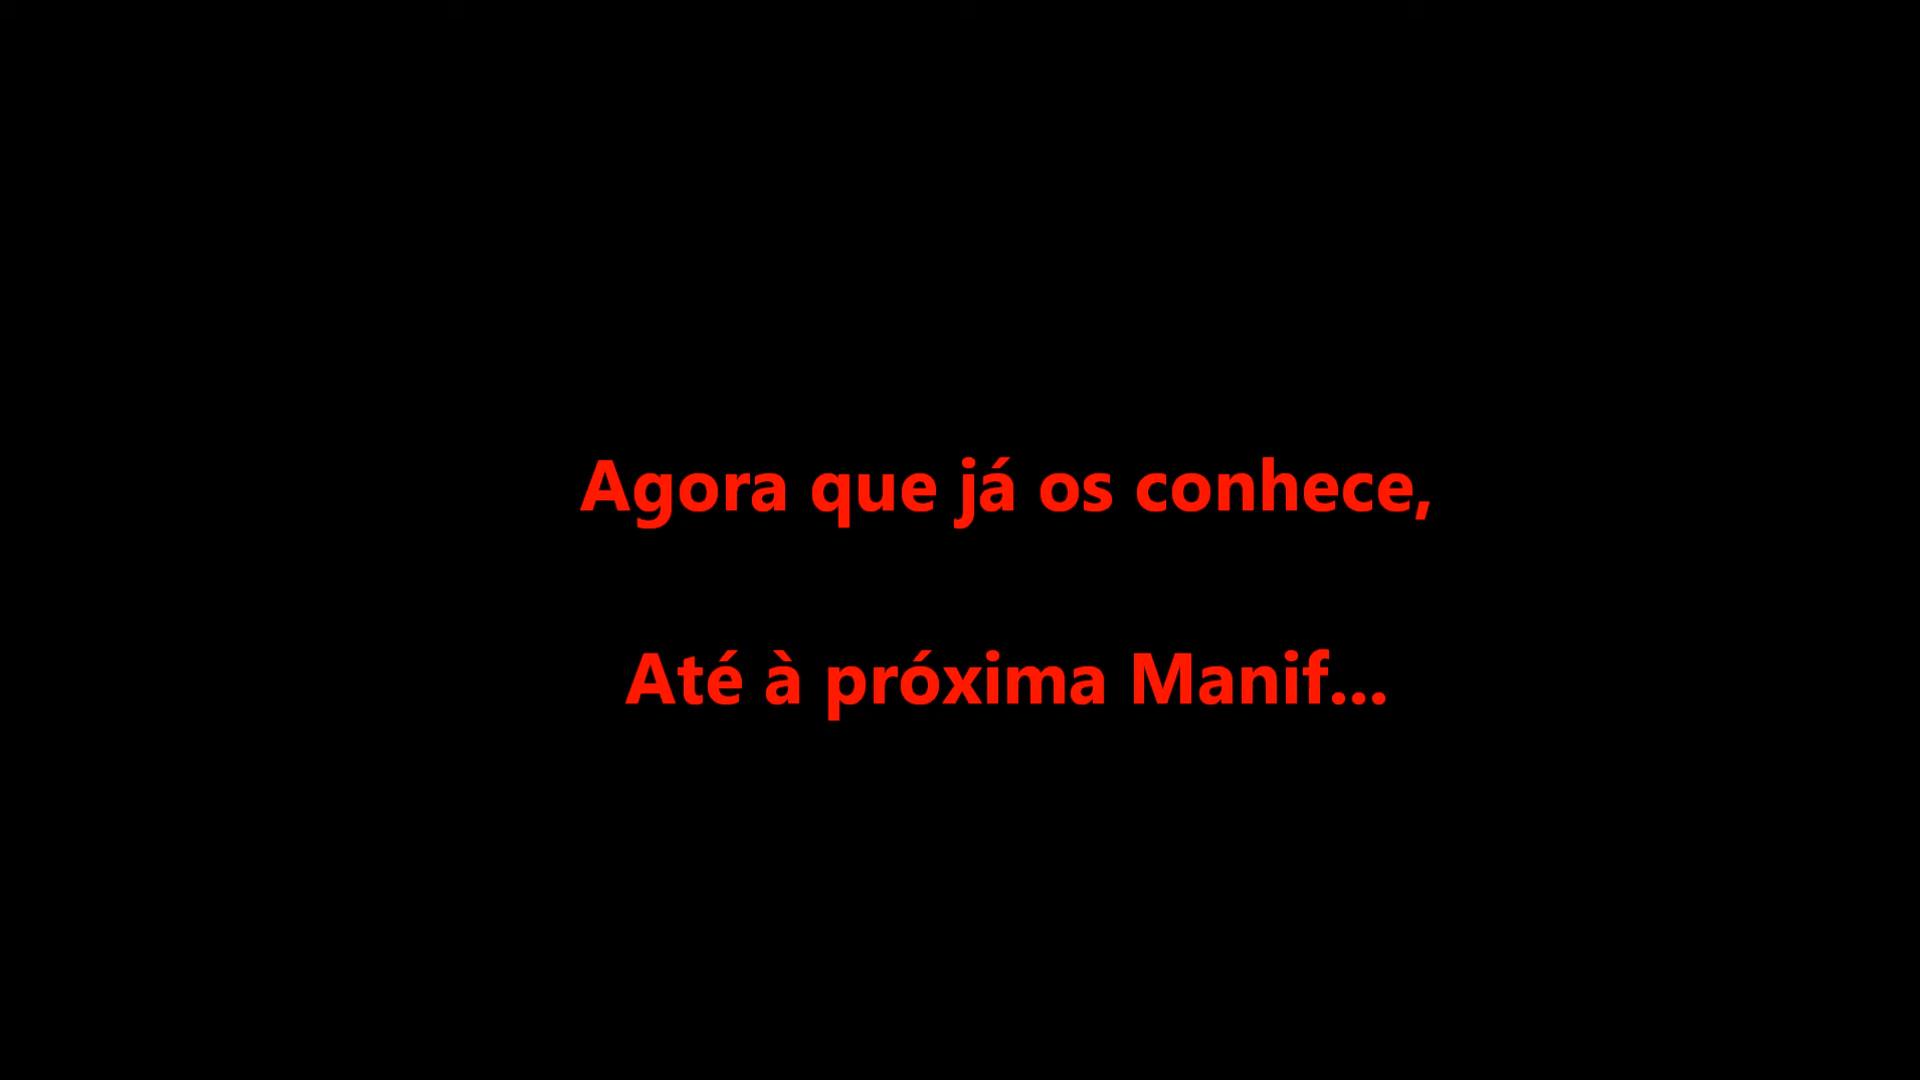 Agora que já os conhece,
Até à próxima Manif...